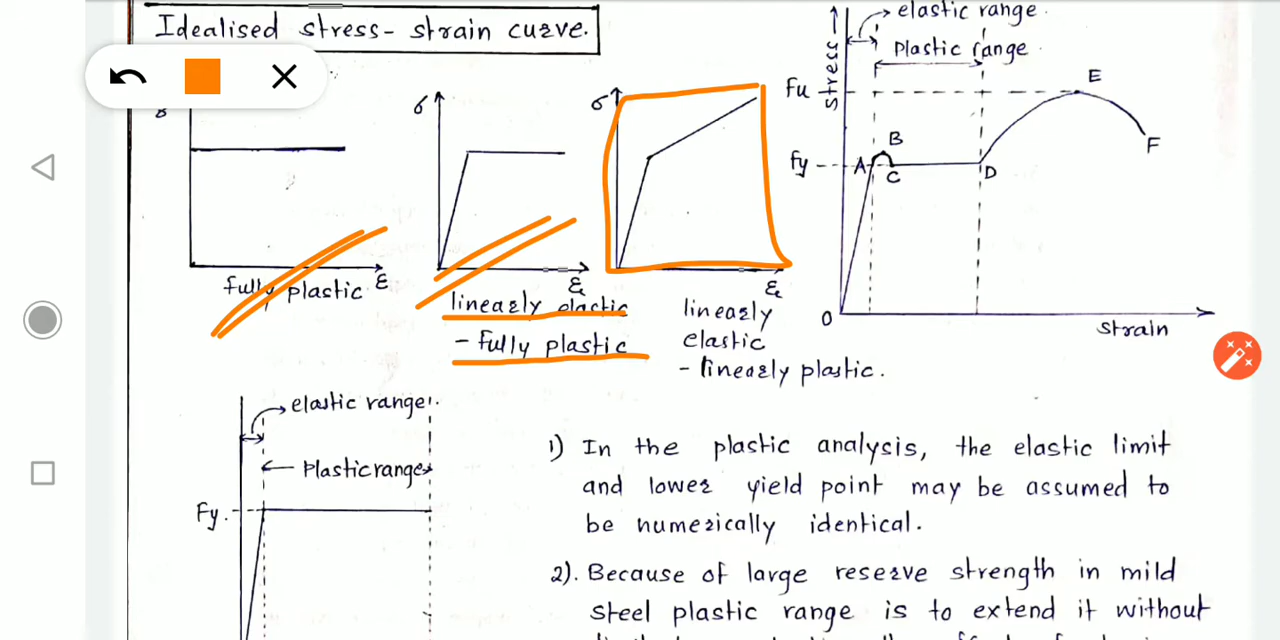 Idealised stress - strain curve.
σ
ε
fully plastic
σ
ε
linearly elactic
- fully plastic
σ
ε
linearly
elastic
- linearly plastic.
Stress →
elastic range.
Plastic range.
Fu
E
B
fy
A
C
D
F
O
Strain
elastic range.
Plastic range
Fy.
1) In the plastic analysis, the elastic limit
and lower yield point may be assumed to
be numerically identical.
2). Because of large reserve strength in mild
steel plastic range is to extend it without